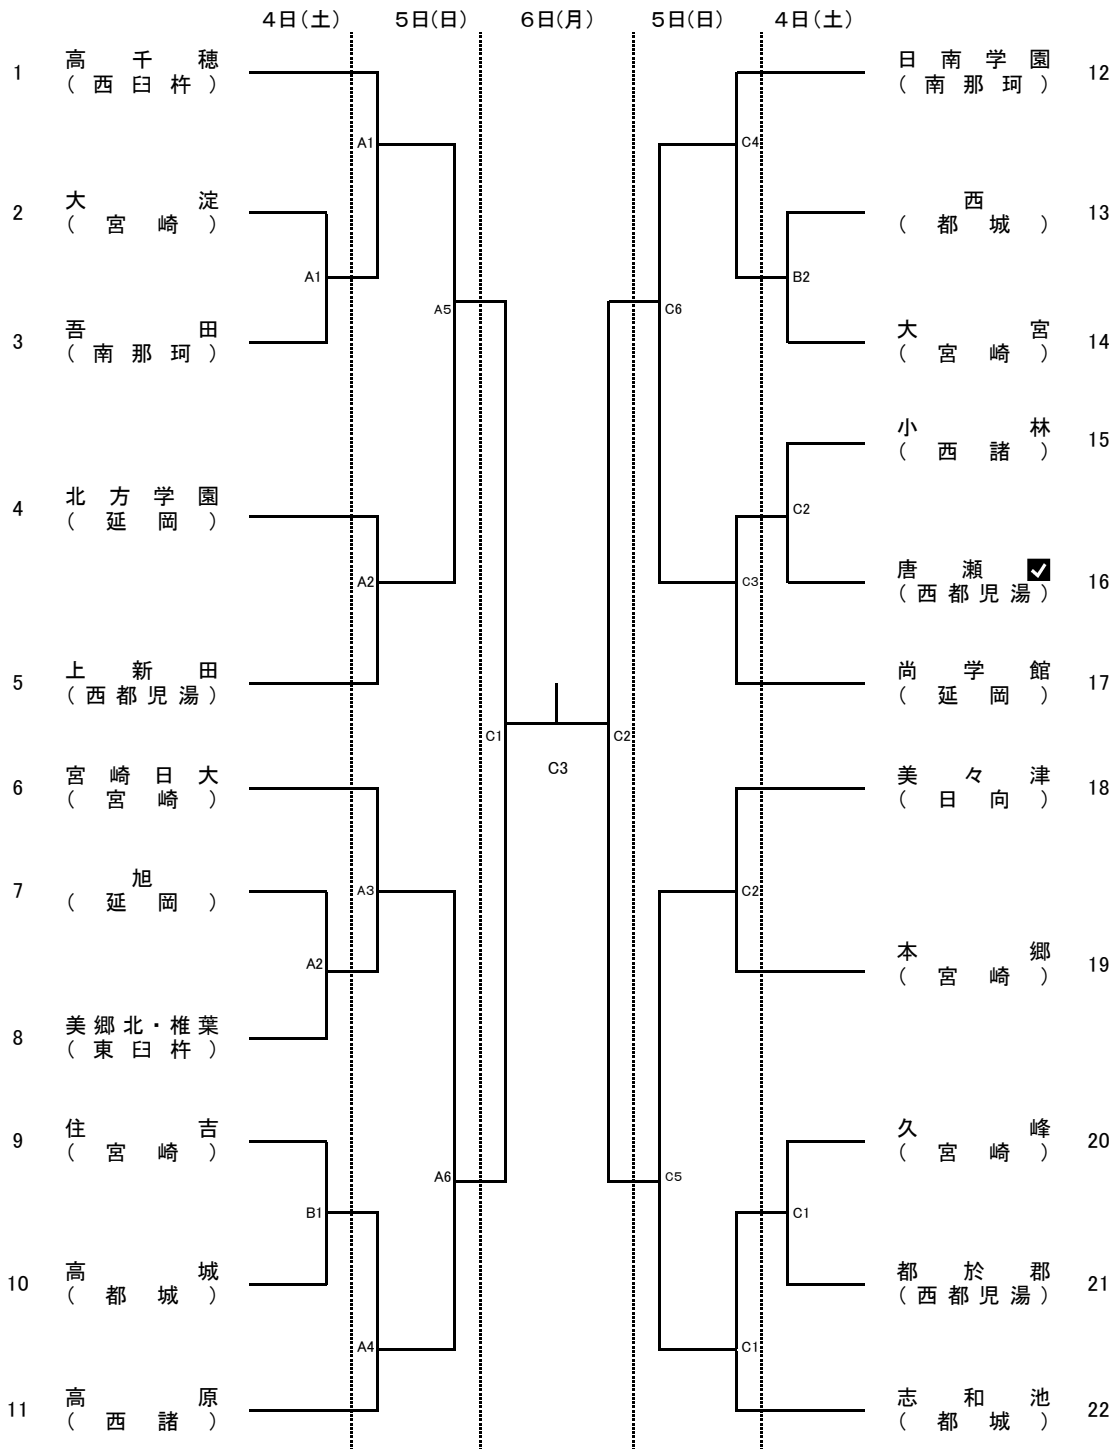 4日(土) 5日(日) 6日(月) 5日(日) 4日(土)
1 高千穂
(西臼杵)
A1
2 大淀
(宮崎)
A1
3 吾田
(南那珂)
A5
4 北方学園
(延岡)
A2
5 上新田
(西都児湯)
C1
6 宮崎日大
(宮崎)
7 旭
(延岡)
A3
A2
8 美郷北・椎葉
(東臼杵)
9 住吉
(宮崎)
A6
B1
10 高城
(都城)
A4
11 高原
(西諸)
C3
日南学園 12
(南那珂)
C4
西 13
(都城)
B2
C6
大宮 14
(宮崎)
小林 15
(西諸)
C2
唐瀬 16
(西都児湯)
C3
尚学館 17
(延岡)
C2
美々津 18
(日向)
C2
本郷 19
(宮崎)
久峰 20
(宮崎)
C5
C1
都於郡 21
(西都児湯)
C1
志和池 22
(都城)